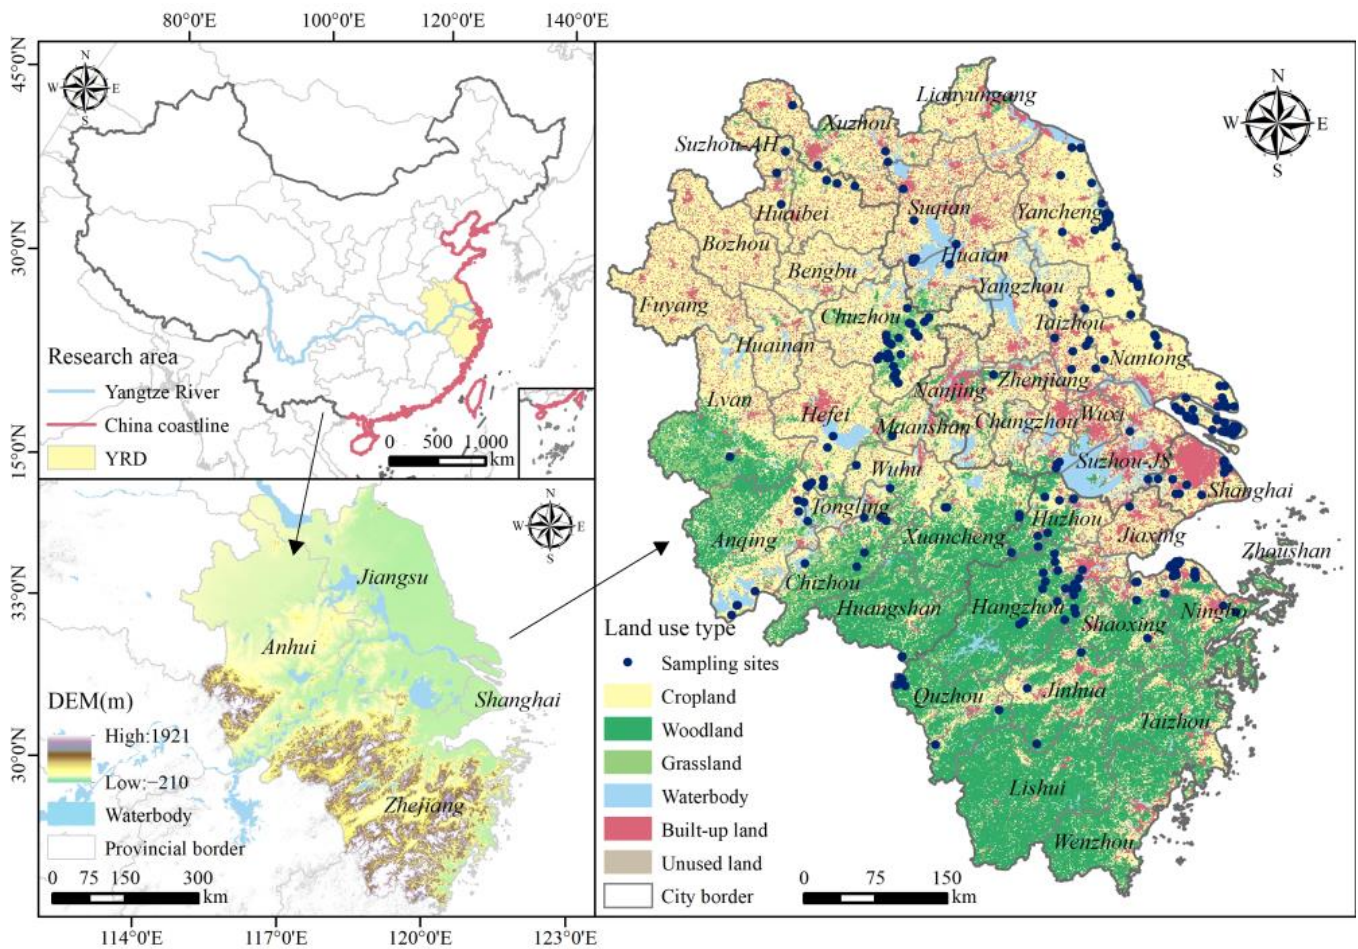 80°0'E
100°0'E
120°0'E
140°0'E
45°0'N
30°0'N
15°0'N
N
W
E
S
Research area
Yangtze River
China coastline
YRD
0
500
1,000
km
33°0'N
30°0'N
N
W
E
S
Jiangsu
Anhui
Shanghai
Zhejiang
DEM(m)
High:1921
Low:−210
Waterbody
Provincial border
0
75
150
300
km
114°0'E
117°0'E
120°0'E
123°0'E
N
W
E
S
Lianyungang
Xuzhou
Suzhou-AH
Huaibei
Suqian
Yancheng
Bozhou
Bengbu
Huaian
Yangzhou
Fuyang
Chuzhou
Taizhou
Huainan
Nantong
Zhenjiang
Nanjing
Lvan
Hefei
Maanshan
Changzhou
Wuxi
Wuhu
Suzhou-JS
Shanghai
Tongling
Huzhou
Anqing
Xuancheng
Jiaxing
Zhoushan
Chizhou
Huangshan
Hangzhou
Shaoxing
Ningbo
Quzhou
Jinhua
Taizhou
Lishui
Wenzhou
Land use type
Sampling sites
Cropland
Woodland
Grassland
Waterbody
Built-up land
Unused land
City border
0
75
150
km